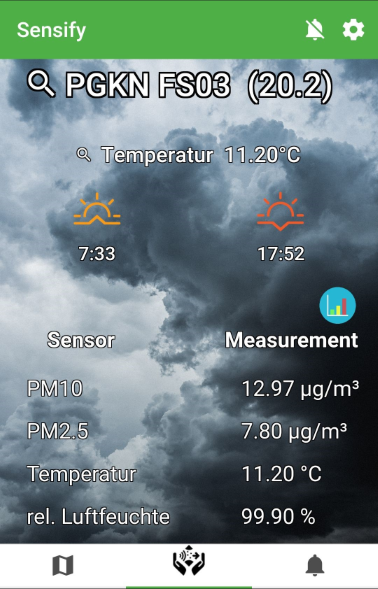 Sensify
PGKN FS03 (20.2)
Temperatur 11.20°C
7:33 17:52
Sensor Measurement
PM10 12.97 µg/m³
PM2.5 7.80 µg/m³
Temperatur 11.20 °C
rel. Luftfeuchte 99.90 %